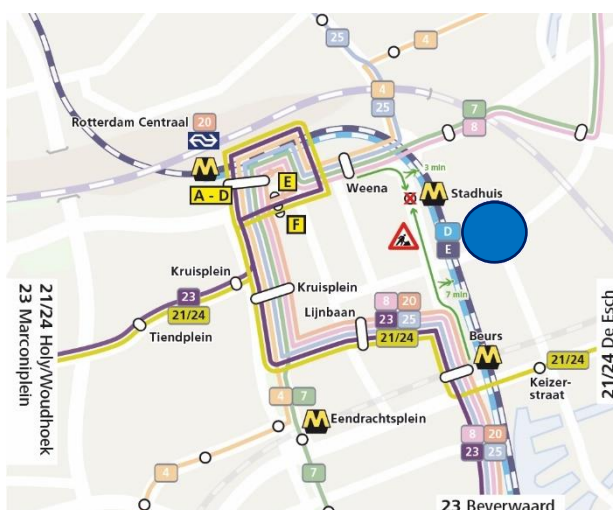 25
4
4
25
7
8
Rotterdam Centraal
20
3 min
E
Weena
A - D
Stadhuis
F
D
E
Kruisplein
23
21/24
Kruisplein
Lijnbaan
8 20
23 25
21/24
7 min
Tiendplein
Beurs
21/24
Keizer-
straat
4 7
Eendrachtsplein
8 20
23 25
4
7
21/24 Holy/Woudhoek
23 Marconiplein
21/24 De Esch
23 Beverwaard